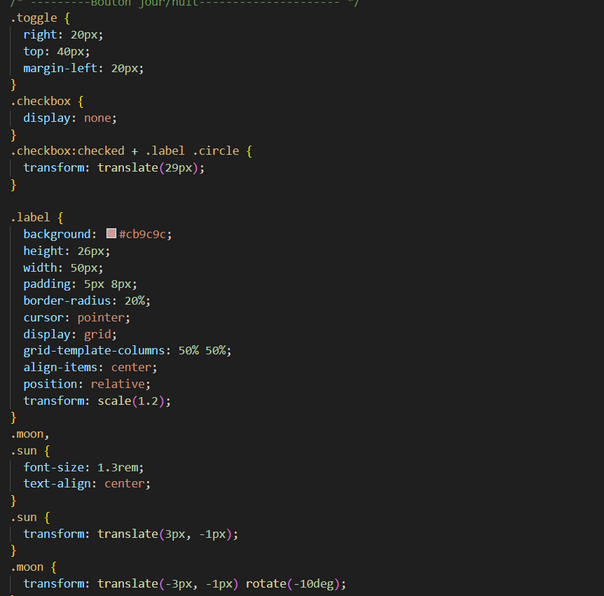 /* ---------Bouton jour/nuit--------------------- */
.toggle {
right: 20px;
top: 40px;
margin-left: 20px;
}
.checkbox {
display: none;
}
.checkbox:checked + .label .circle {
transform: translate(29px);
}
.label {
background: #cb9c9c;
height: 26px;
width: 50px;
padding: 5px 8px;
border-radius: 20%;
cursor: pointer;
display: grid;
grid-template-columns: 50% 50%;
align-items: center;
position: relative;
transform: scale(1.2);
}
.moon,
.sun {
font-size: 1.3rem;
text-align: center;
}
.sun {
transform: translate(3px, -1px);
}
.moon {
transform: translate(-3px, -1px) rotate(-10deg);